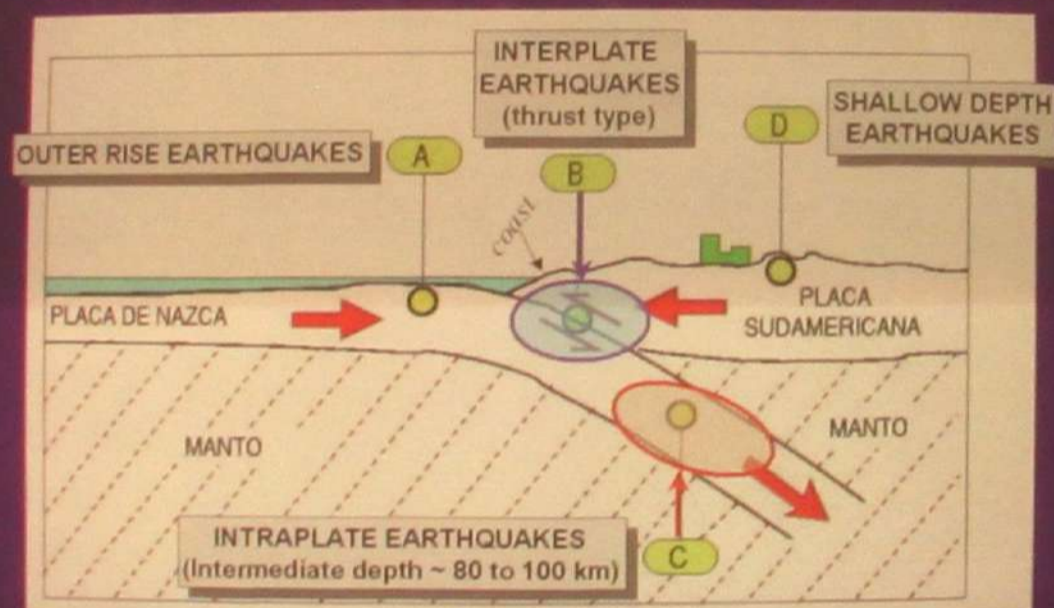 INTERPLATE
EARTHQUAKES
(thrust type)
SHALLOW DEPTH
EARTHQUAKES
OUTER RISE EARTHQUAKES
A
B
D
coast
PLACA DE NAZCA
PLACA
SUDAMERICANA
MANTO
MANTO
INTRAPLATE EARTHQUAKES
(Intermediate depth ~ 80 to 100 km)
C